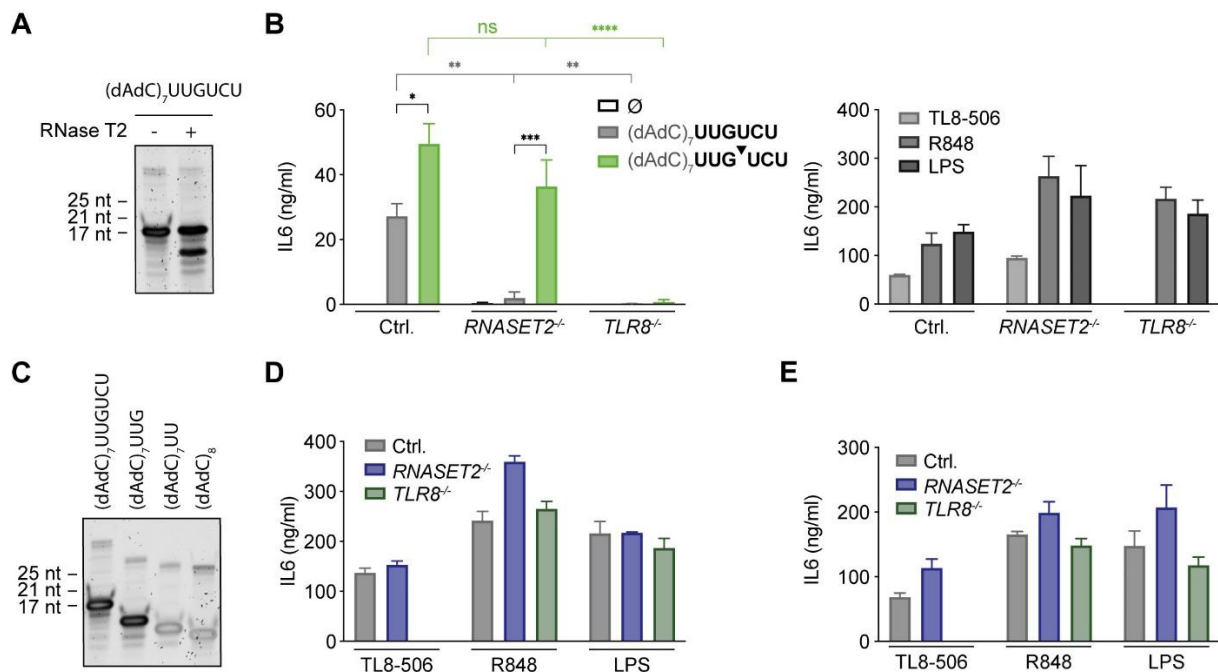 A
(dAdC)₇UUGUCU
RNase T2 - +
25 nt
21 nt
17 nt
B
ns ****
** **
* ***
Ø
(dAdC)₇UUGUCU
(dAdC)₇UUG▼UCU
IL6 (ng/ml)
60
40
20
0
Ctrl. RNASET2-/- TLR8-/-
TL8-506
R848
LPS
IL6 (ng/ml)
400
300
200
100
0
Ctrl. RNASET2-/- TLR8-/-
C
(dAdC)₇UUGUCU
(dAdC)₇UUG
(dAdC)₇UU
(dAdC)₈
25 nt
21 nt
17 nt
D
Ctrl.
RNASET2-/-
TLR8-/-
IL6 (ng/ml)
400
300
200
100
0
TL8-506 R848 LPS
E
Ctrl.
RNASET2-/-
TLR8-/-
IL6 (ng/ml)
300
200
100
0
TL8-506 R848 LPS